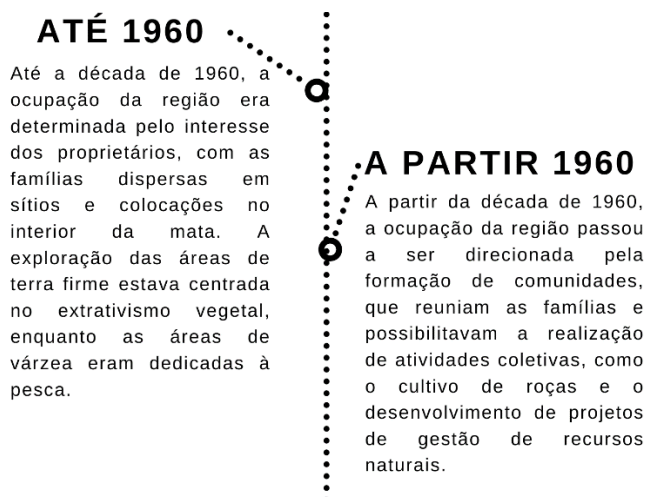 ATÉ 1960
Até a década de 1960, a
ocupação da região era
determinada pelo interesse
dos proprietários, com as
famílias dispersas em
sítios e colocações no
interior da mata. A
exploração das áreas de
terra firme estava centrada
no extrativismo vegetal,
enquanto as áreas de
várzea eram dedicadas à
pesca.
A PARTIR 1960
A partir da década de 1960,
a ocupação da região passou
a ser direcionada pela
formação de comunidades,
que reuniam as famílias e
possibilitavam a realização
de atividades coletivas, como
o cultivo de roças e o
desenvolvimento de projetos
de gestão de recursos
naturais.